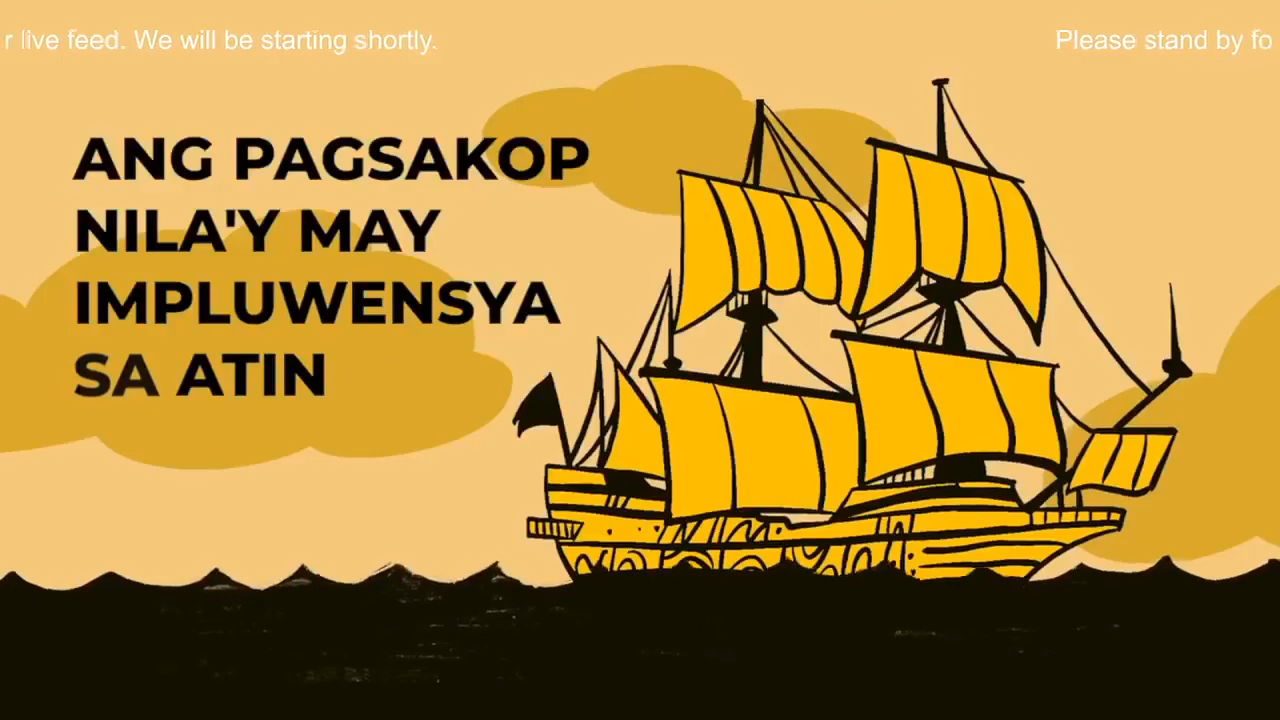 r live feed. We will be starting shortly.
Please stand by fo
ANG PAGSAKOP
NILA'Y MAY
IMPLUWENSYA
SA ATIN